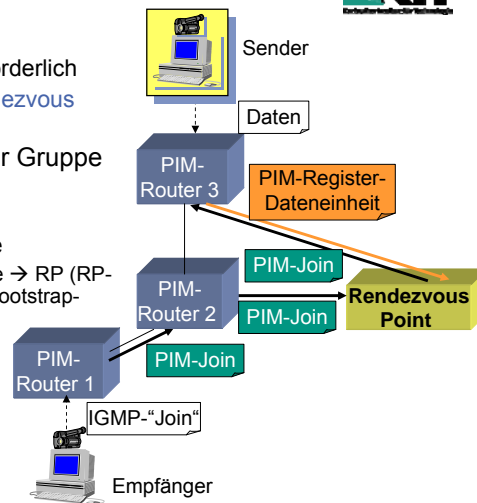 Sender
orderlich
ezvous
Daten
r Gruppe
PIM-
Router 3
PIM-Register-
Dateneinheit
e → RP (RP-
ootstrap-
PIM-Join
PIM-
Router 2
Rendezvous
Point
PIM-Join
PIM-
Router 1
PIM-Join
IGMP-“Join“
Empfänger